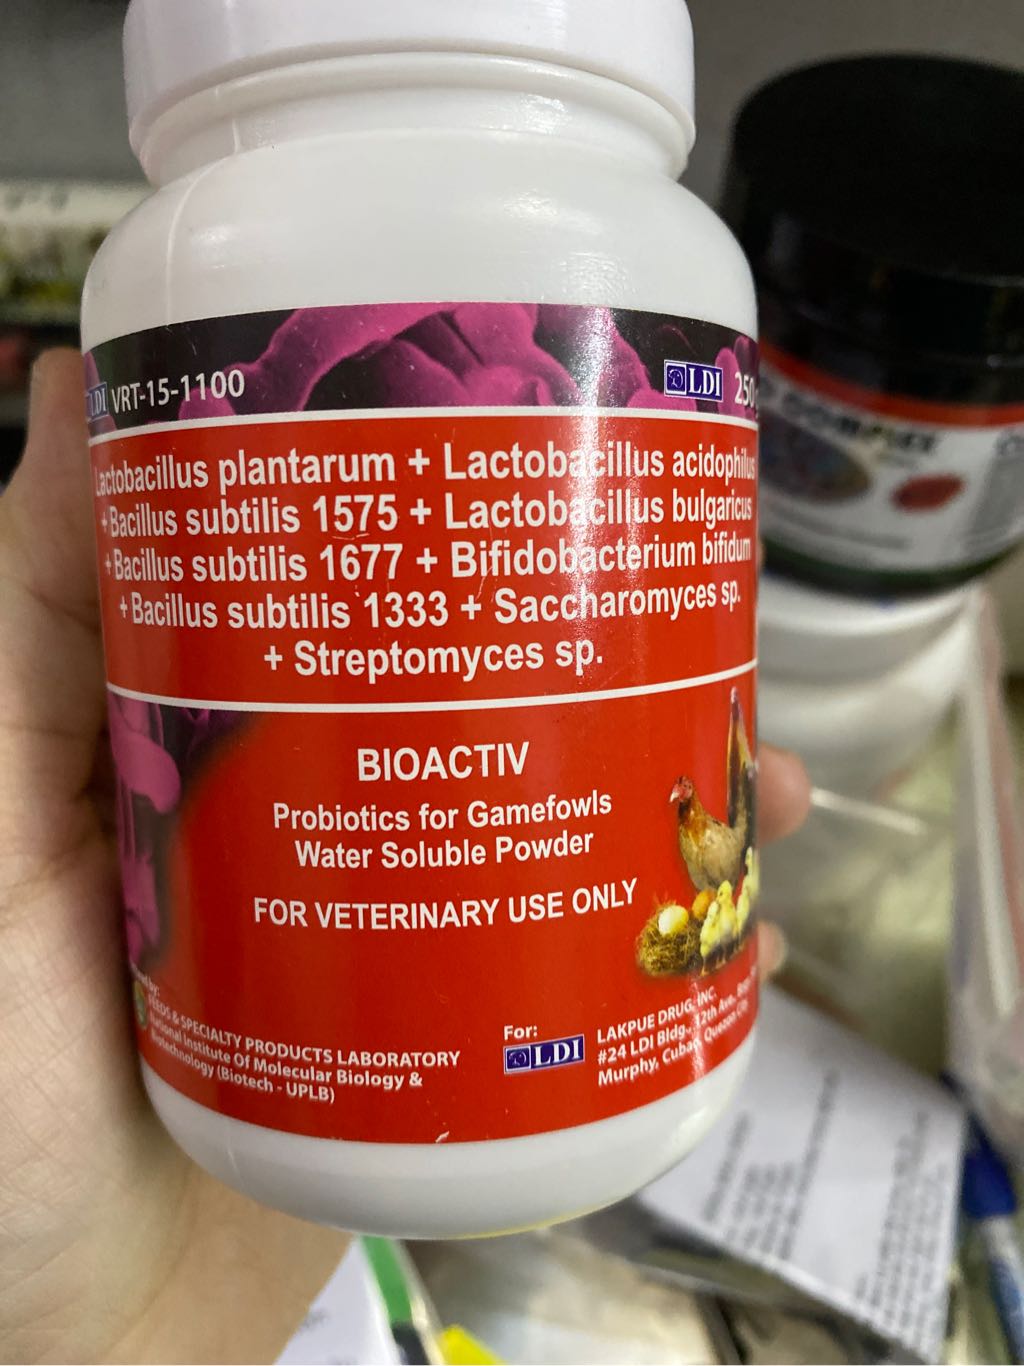 LDI VRT-15-1100
LDI 250
Lactobacillus plantarum + Lactobacillus acidophilus
+ Bacillus subtilis 1575 + Lactobacillus bulgaricus
+ Bacillus subtilis 1677 + Bifidobacterium bifidum
+ Bacillus subtilis 1333 + Saccharomyces sp.
+ Streptomyces sp.
BIOACTIV
Probiotics for Gamefowls
Water Soluble Powder
FOR VETERINARY USE ONLY
by:
FEEDS & SPECIALTY PRODUCTS LABORATORY
National Institute Of Molecular Biology &
Biotechnology (Biotech - UPLB)
For:
LDI
LAKPUE DRUG, INC.
#24 LDI Bldg., 12th Ave.,
Murphy, Cubao, Quezon City